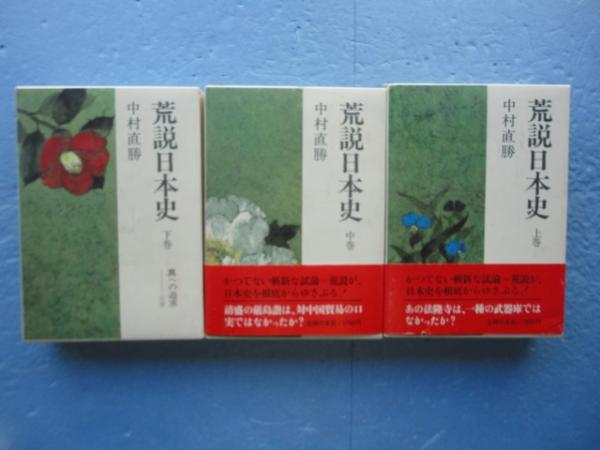 荒説日本史
中村直勝
下巻
真への追求
荒説日本史
中村直勝
中巻
かつてない斬新な試論-荒説が、
日本史を根底からゆさぶる!
清盛の厳島詣は、対中国貿易の口
実ではなかったか?
荒説日本史
中村直勝
上巻
かつてない斬新な試論-荒説が、
日本史を根底からゆさぶる!
あの法隆寺は、一種の武器庫では
なかったか?